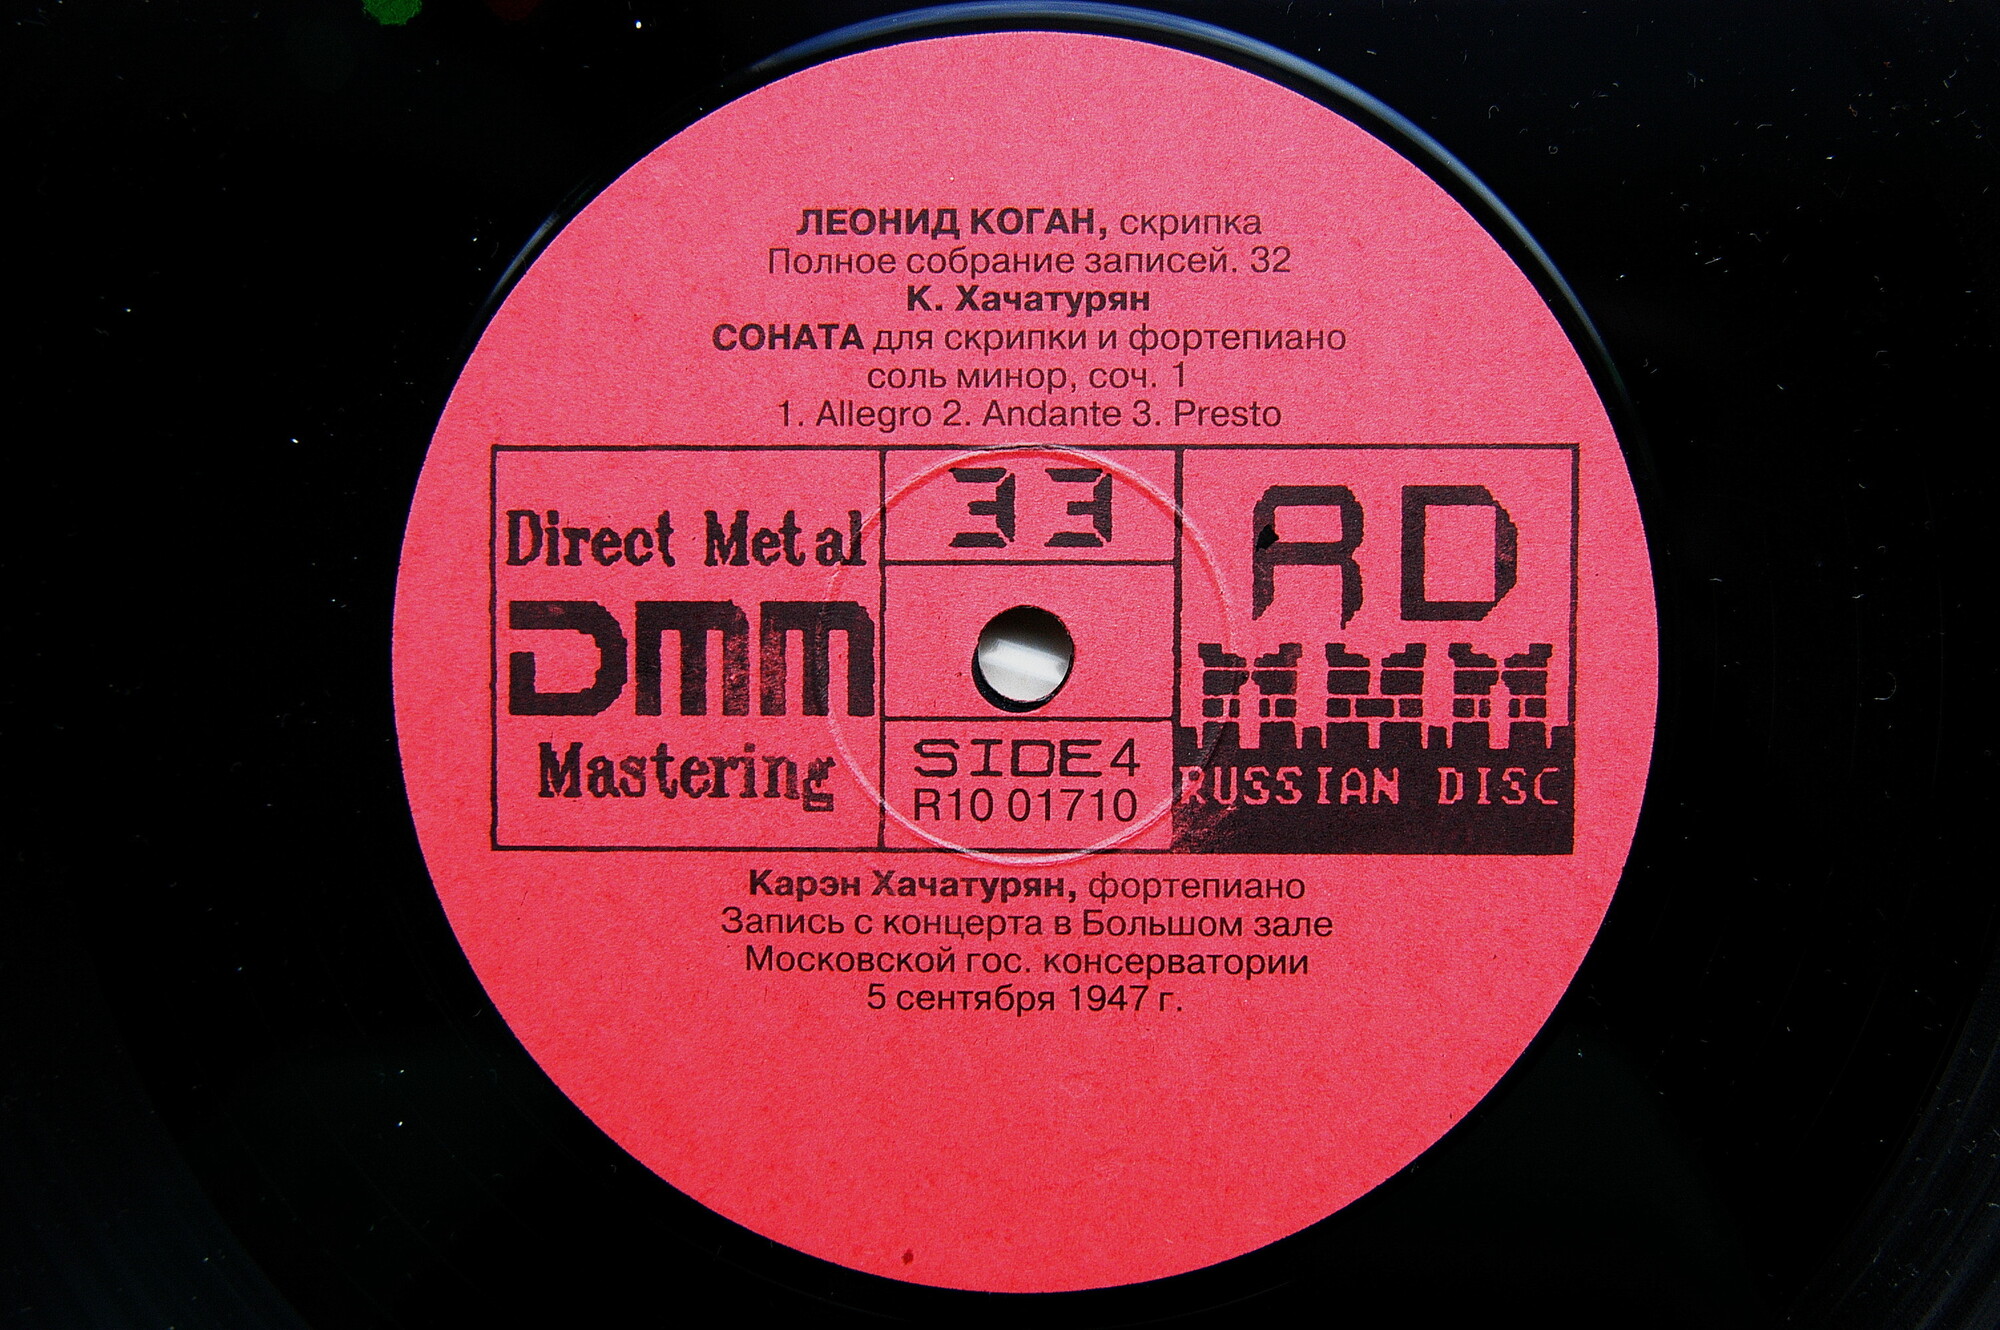 ЛЕОНИД КОГАН, скрипка
Полное собрание записей. 32
К. Хачатурян
СОНАТА для скрипки и фортепиано
соль минор, соч. 1
1. Allegro 2. Andante 3. Presto
Direct Metal
DMM
Mastering
33
SIDE 4
R10 01710
RD
RUSSIAN DISC
Карэн Хачатурян, фортепиано
Запись с концерта в Большом зале
Московской гос. консерватории
5 сентября 1947 г.